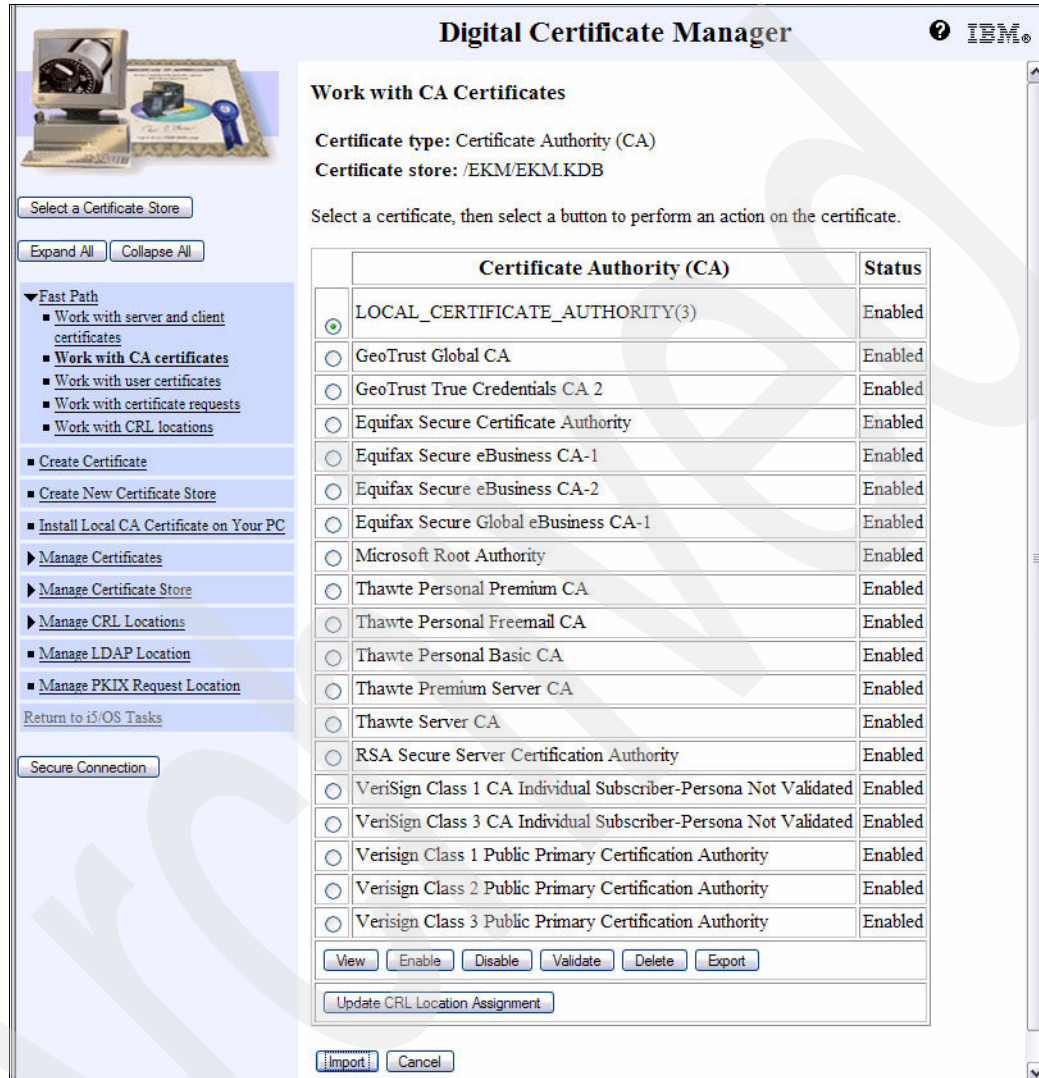 Digital Certificate Manager
IBM®
Select a Certificate Store
Expand All Collapse All
Fast Path
Work with server and client
certificates
Work with CA certificates
Work with user certificates
Work with certificate requests
Work with CRL locations
Create Certificate
Create New Certificate Store
Install Local CA Certificate on Your PC
Manage Certificates
Manage Certificate Store
Manage CRL Locations
Manage LDAP Location
Manage PKIX Request Location
Return to i5/OS Tasks
Secure Connection
Work with CA Certificates
Certificate type: Certificate Authority (CA)
Certificate store: /EKM/EKM.KDB
Select a certificate, then select a button to perform an action on the certificate.
Certificate Authority (CA) Status
LOCAL_CERTIFICATE_AUTHORITY(3) Enabled
GeoTrust Global CA Enabled
GeoTrust True Credentials CA 2 Enabled
Equifax Secure Certificate Authority Enabled
Equifax Secure eBusiness CA-1 Enabled
Equifax Secure eBusiness CA-2 Enabled
Equifax Secure Global eBusiness CA-1 Enabled
Microsoft Root Authority Enabled
Thawte Personal Premium CA Enabled
Thawte Personal Freemail CA Enabled
Thawte Personal Basic CA Enabled
Thawte Premium Server CA Enabled
Thawte Server CA Enabled
RSA Secure Server Certification Authority Enabled
VeriSign Class 1 CA Individual Subscriber-Persona Not Validated Enabled
VeriSign Class 3 CA Individual Subscriber-Persona Not Validated Enabled
Verisign Class 1 Public Primary Certification Authority Enabled
Verisign Class 2 Public Primary Certification Authority Enabled
Verisign Class 3 Public Primary Certification Authority Enabled
View Enable Disable Validate Delete Export
Update CRL Location Assignment
Import Cancel